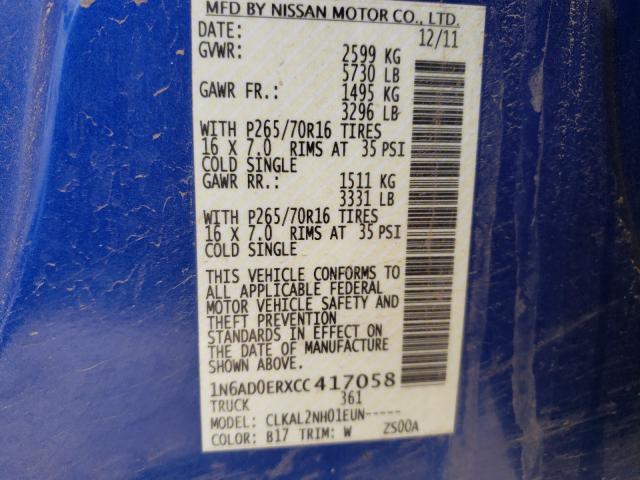 MFD BY NISSAN MOTOR CO., LTD.
DATE: 12/11
GVWR: 2599 KG
5730 LB
GAWR FR.: 1495 KG
3296 LB
WITH P265/70R16 TIRES
16 X 7.0 RIMS AT 35 PSI
COLD SINGLE
GAWR RR.: 1511 KG
3331 LB
WITH P265/70R16 TIRES
16 X 7.0 RIMS AT 35 PSI
COLD SINGLE
THIS VEHICLE CONFORMS TO
ALL APPLICABLE FEDERAL
MOTOR VEHICLE SAFETY AND
THEFT PREVENTION
STANDARDS IN EFFECT ON
THE DATE OF MANUFACTURE
SHOWN ABOVE.
1N6AD0ERXCC417058
TRUCK 361
MODEL: CLKAL2NH01EUN-----
COLOR: B17 TRIM: W ZS00A